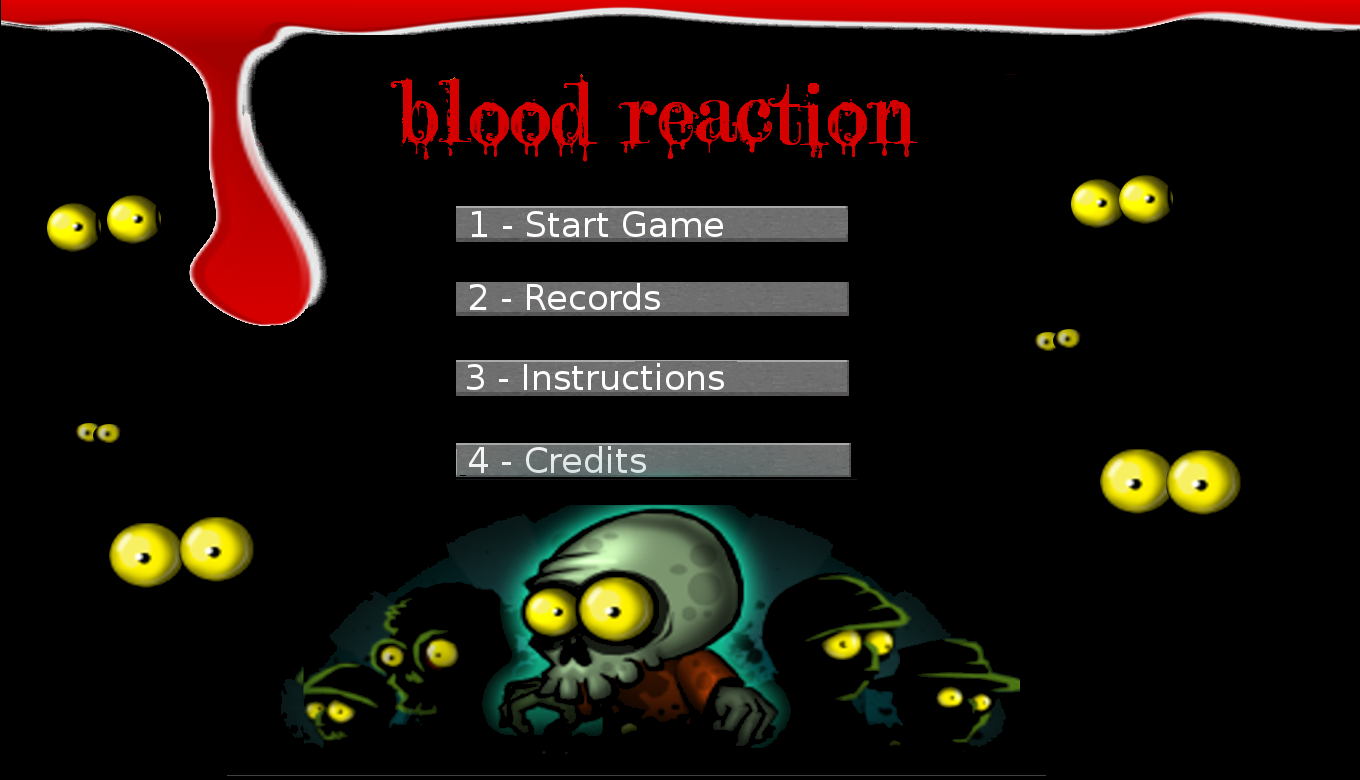 blood reaction
1 - Start Game
2 - Records
3 - Instructions
4 - Credits